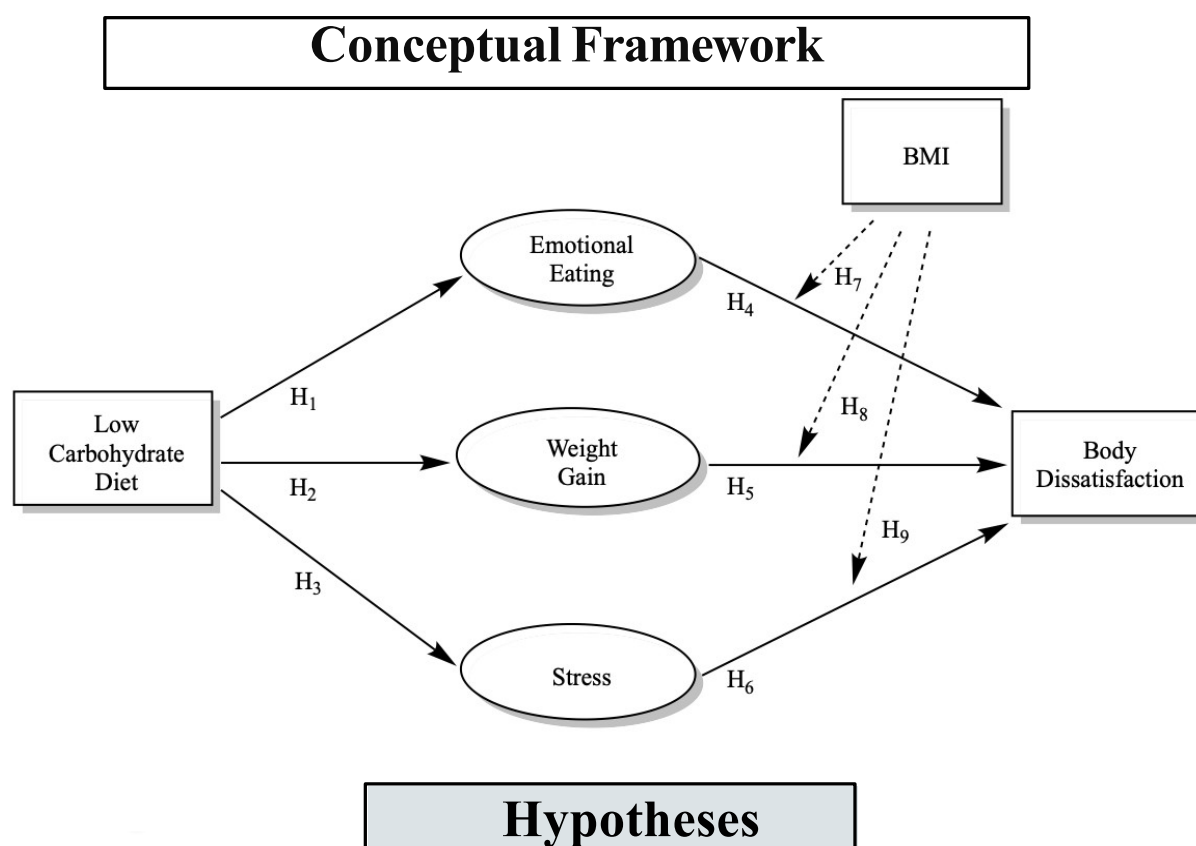 Conceptual Framework
BMI
Emotional
Eating
H₇
H₄
H₁
H₈
Low
Carbohydrate
Diet
Weight
Gain
Body
Dissatisfaction
H₂
H₅
H₉
H₃
Stress
H₆
Hypotheses